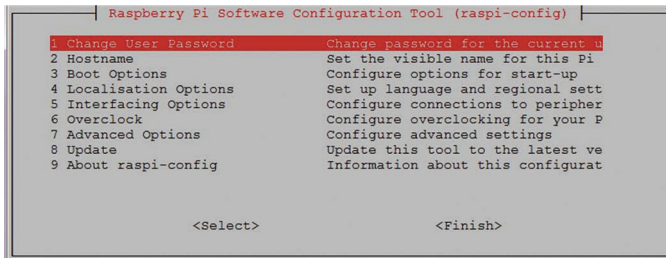 Raspberry Pi Software Configuration Tool (raspi-config)
1 Change User Password Change password for the current u
2 Hostname Set the visible name for this Pi
3 Boot Options Configure options for start-up
4 Localisation Options Set up language and regional sett
5 Interfacing Options Configure connections to peripher
6 Overclock Configure overclocking for your P
7 Advanced Options Configure advanced settings
8 Update Update this tool to the latest ve
9 About raspi-config Information about this configurat
<Select> <Finish>